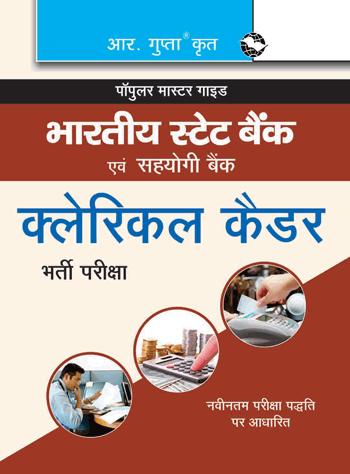 आर. गुप्ता® कृत
पॉपुलर मास्टर गाइड
भारतीय स्टेट बैंक
एवं सहयोगी बैंक
क्लेरिकल कैडर
भर्ती परीक्षा
नवीनतम परीक्षा पद्धति
पर आधारित